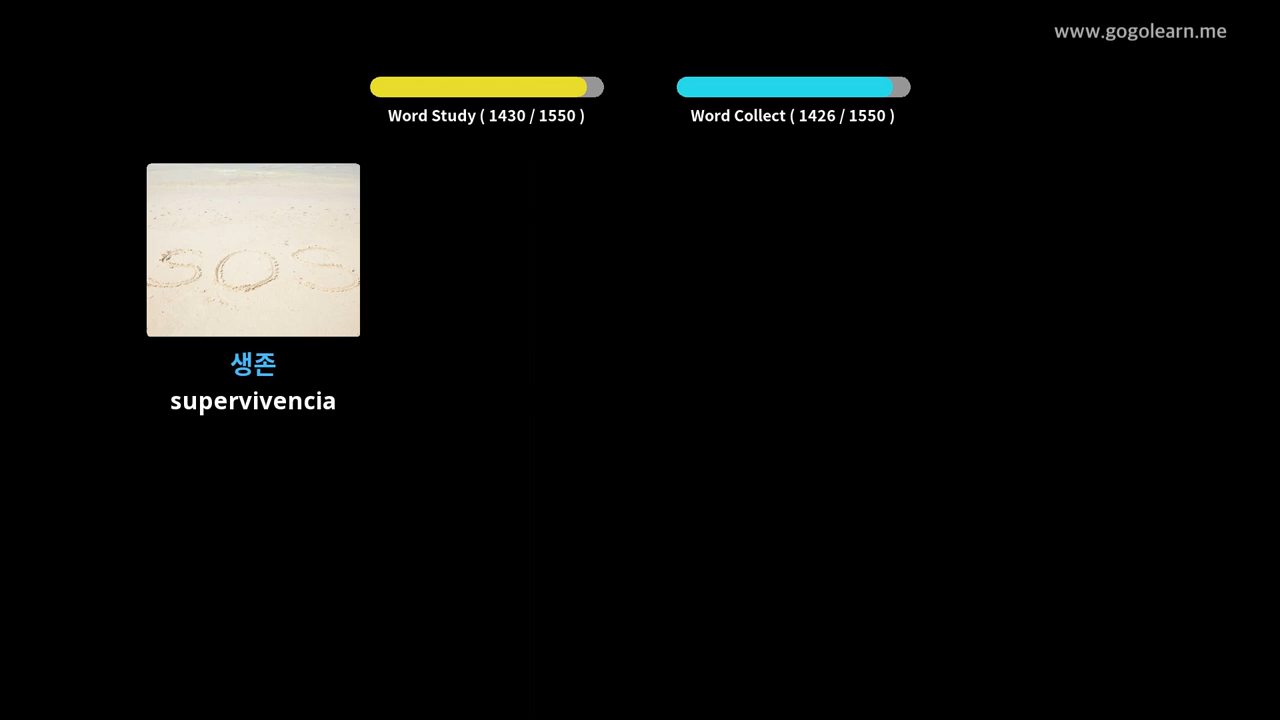 www.gogolearn.me
Word Study ( 1430 / 1550 )
Word Collect ( 1426 / 1550 )
SOS
생존
supervivencia